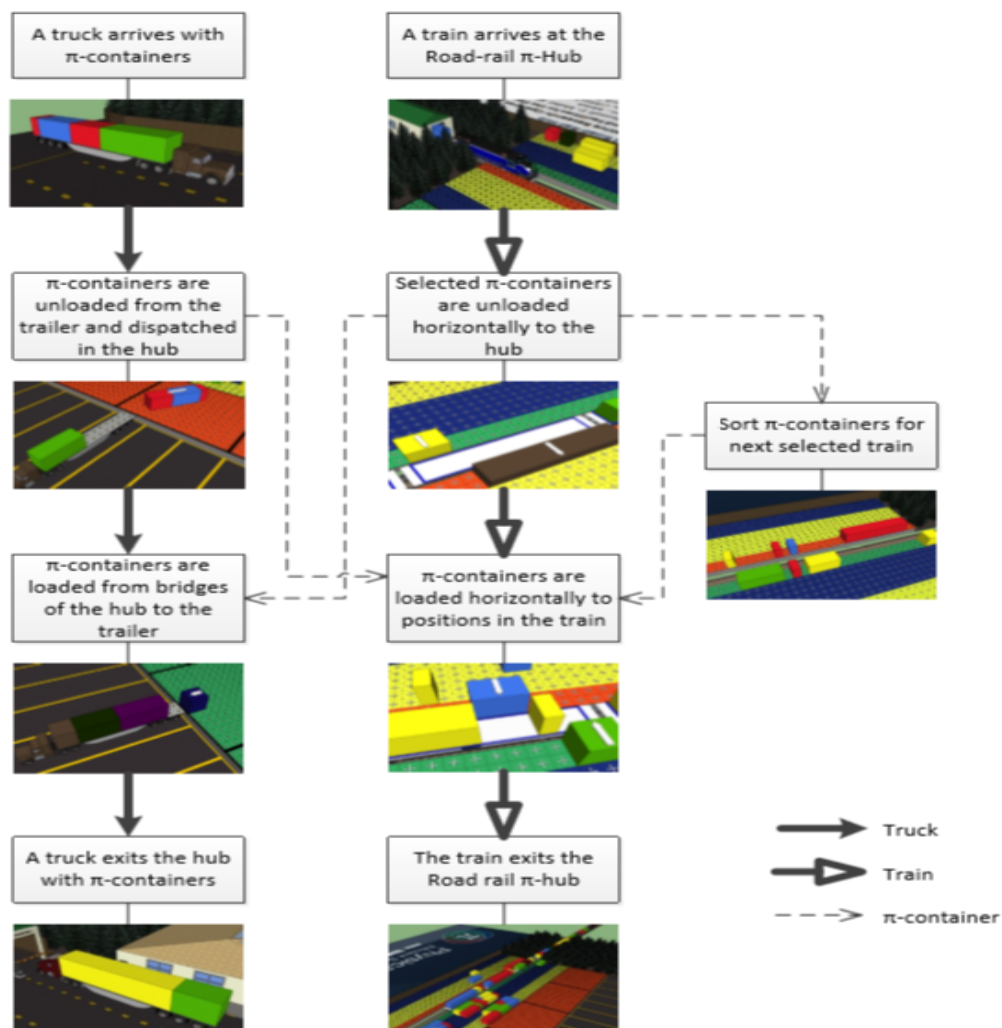 A truck arrives with
π-containers
A train arrives at the
Road-rail π-Hub
π-containers are
unloaded from the
trailer and dispatched
in the hub
Selected π-containers
are unloaded
horizontally to the
hub
Sort π-containers for
next selected train
π-containers are
loaded from bridges
of the hub to the
trailer
π-containers are
loaded horizontally to
positions in the train
A truck exits the hub
with π-containers
The train exits the
Road rail π-hub
Truck
Train
π-container